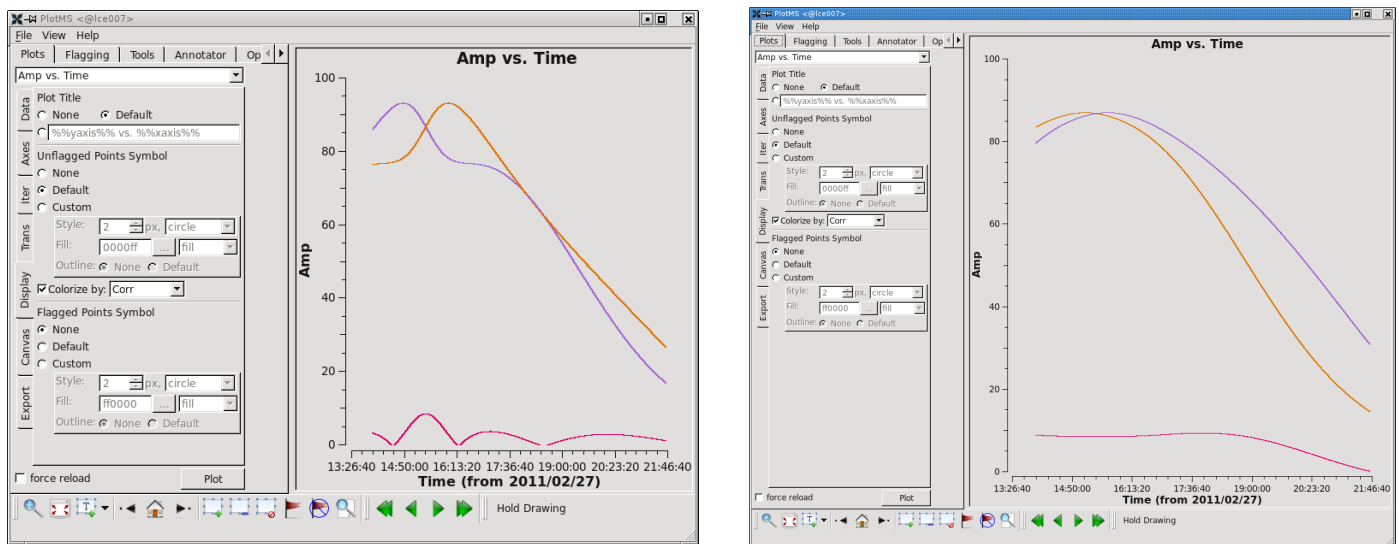 PlotMS <@lce007>
File View Help
Plots Flagging Tools Annotator Op
Amp vs. Time
Data
Axes
Iter
Trans
Display
Canvas
Export
Plot Title
None Default
%%yaxis%% vs. %%xaxis%%
Unflagged Points Symbol
None
Default
Custom
Style: 2 px, circle
Fill: 0000ff ... fill
Outline: None Default
Colorize by: Corr
Flagged Points Symbol
None
Default
Custom
Style: 2 px, circle
Fill: ff0000 ... fill
Outline: None Default
force reload Plot
Amp vs. Time
Amp
100
80
60
40
20
0
13:26:40 14:50:00 16:13:20 17:36:40 19:00:00 20:23:20 21:46:40
Time (from 2011/02/27)
T
Hold Drawing
PlotMS <@lce007>
File View Help
Plots Flagging Tools Annotator Op
Amp vs. Time
Data
Axes
Iter
Trans
Display
Canvas
Export
Plot Title
None Default
%%yaxis%% vs. %%xaxis%%
Unflagged Points Symbol
None
Default
Custom
Style: 2 px, circle
Fill: 0000ff ... fill
Outline: None Default
Colorize by: Corr
Flagged Points Symbol
None
Default
Custom
Style: 2 px, circle
Fill: ff0000 ... fill
Outline: None Default
force reload Plot
Amp vs. Time
Amp
100
80
60
40
20
0
13:26:40 14:50:00 16:13:20 17:36:40 19:00:00 20:23:20 21:46:40
Time (from 2011/02/27)
T
Hold Drawing